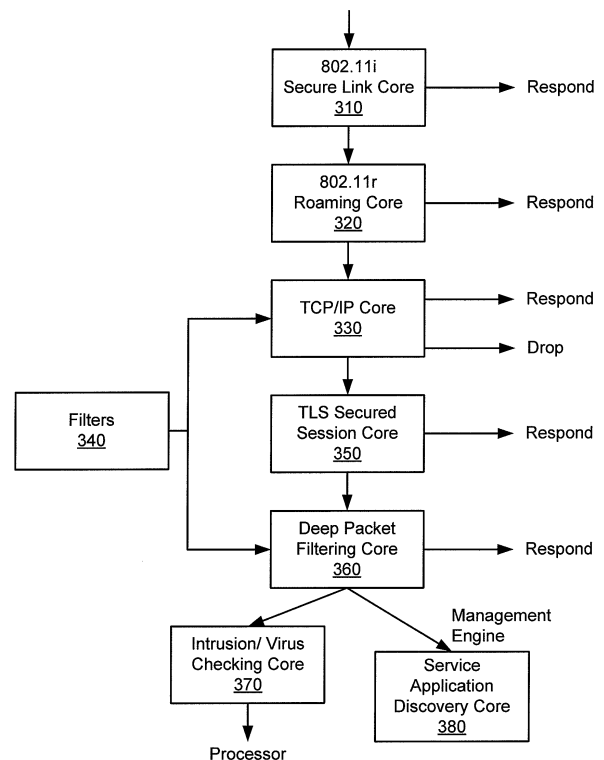 802.11i
Secure Link Core
310
Respond
802.11r
Roaming Core
320
Respond
TCP/IP Core
330
Respond
Drop
Filters
340
TLS Secured
Session Core
350
Respond
Deep Packet
Filtering Core
360
Respond
Management
Engine
Intrusion/ Virus
Checking Core
370
Service
Application
Discovery Core
380
Processor